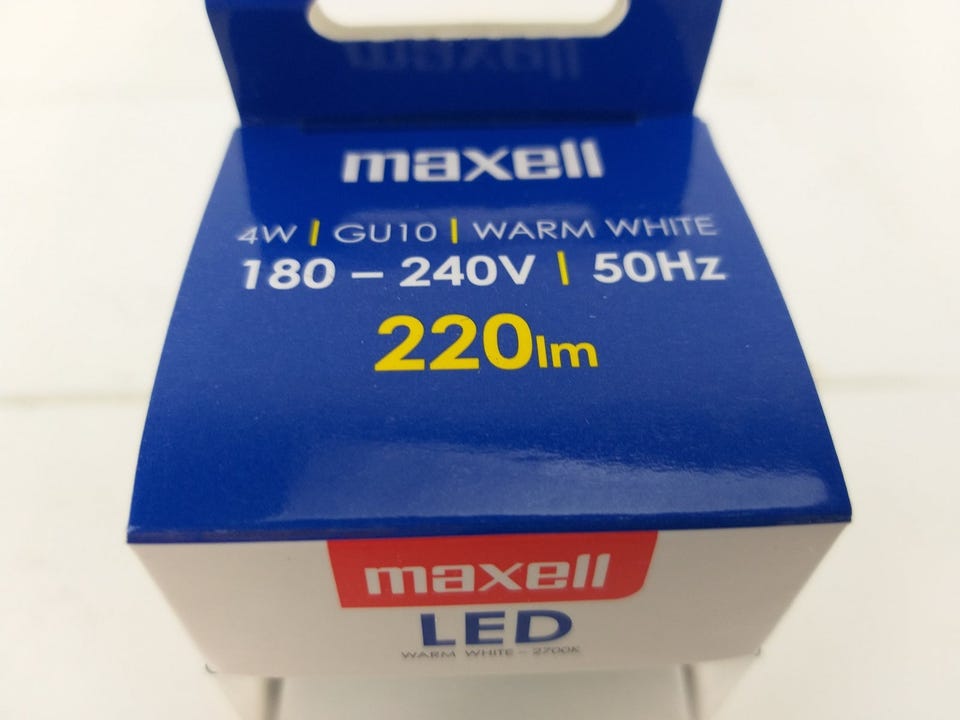 maxell
4W | GU10 | WARM WHITE
180 – 240V | 50Hz
220lm
maxell
LED
WARM WHITE – 2700K